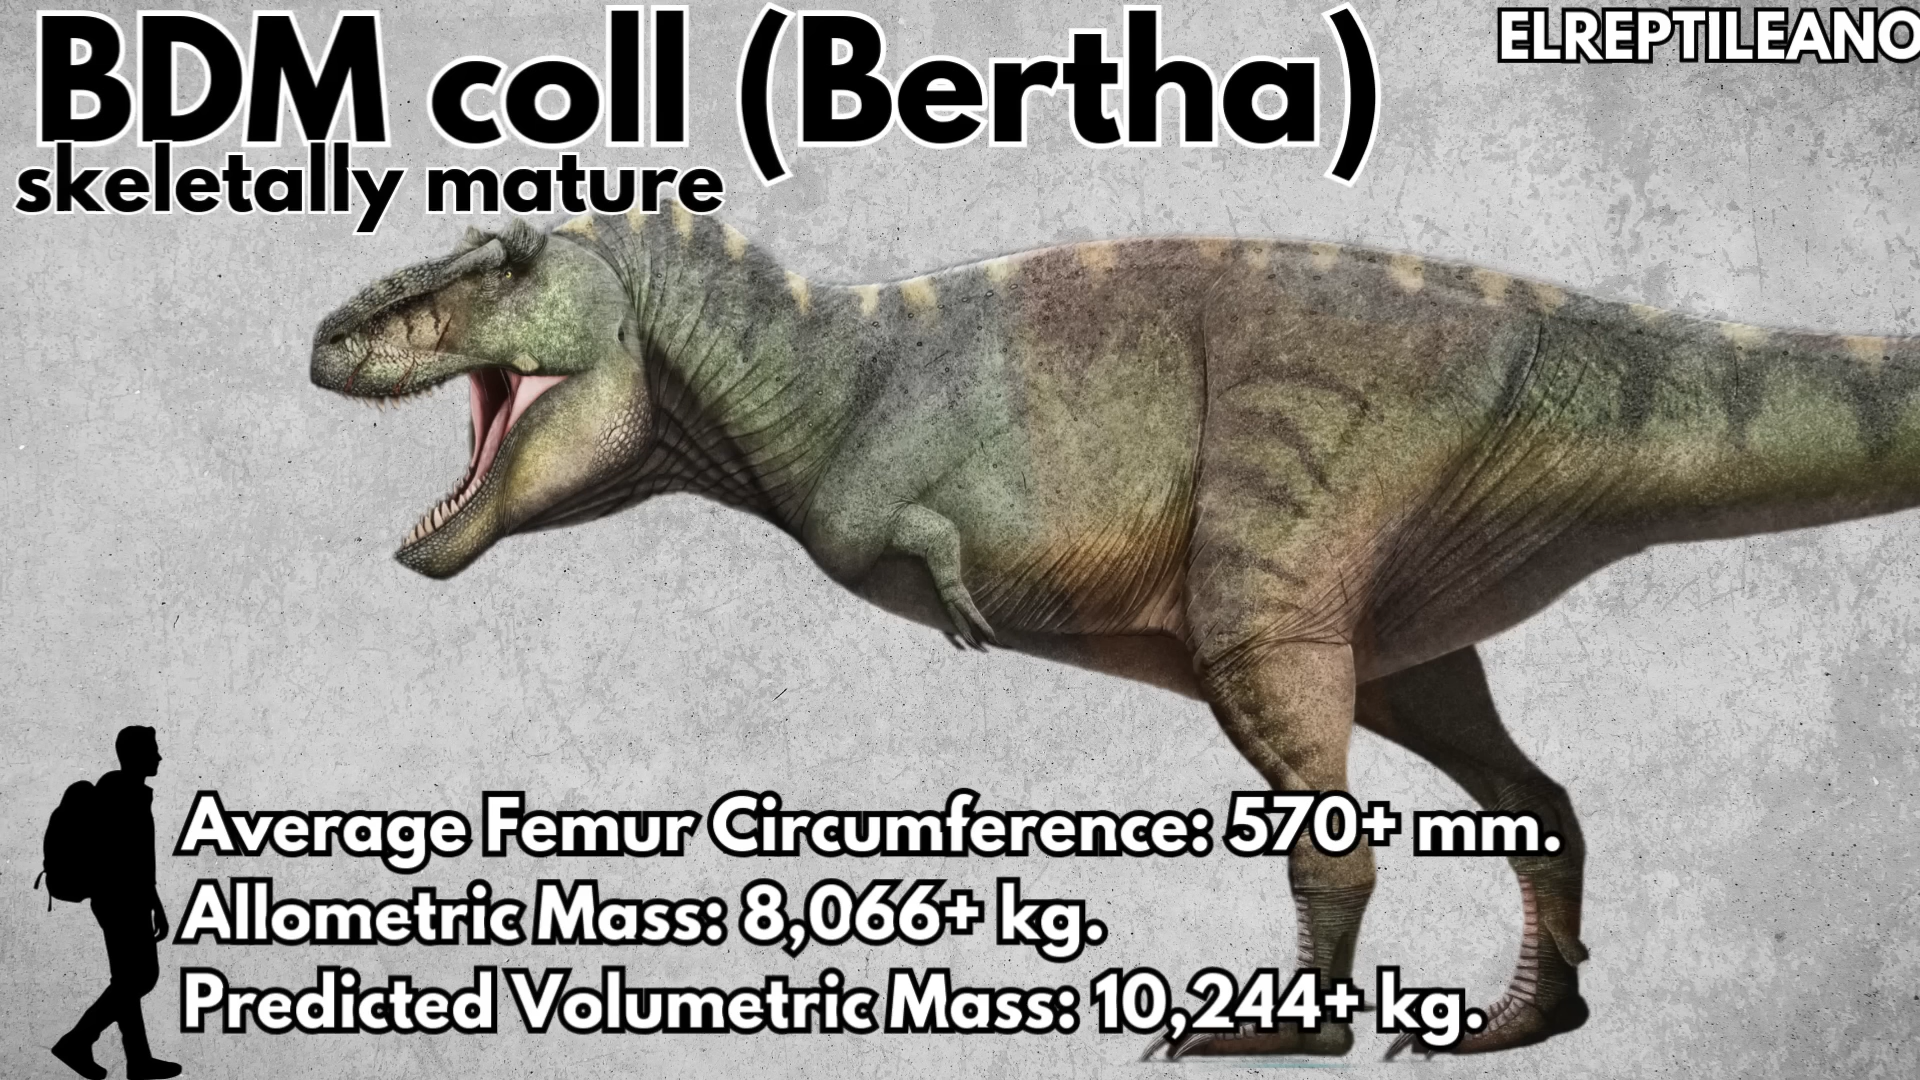 BDM coll (Bertha)
ELREPTILEANO
skeletally mature
Average Femur Circumference: 570+ mm.
Allometric Mass: 8,066+ kg.
Predicted Volumetric Mass: 10,244+ kg.